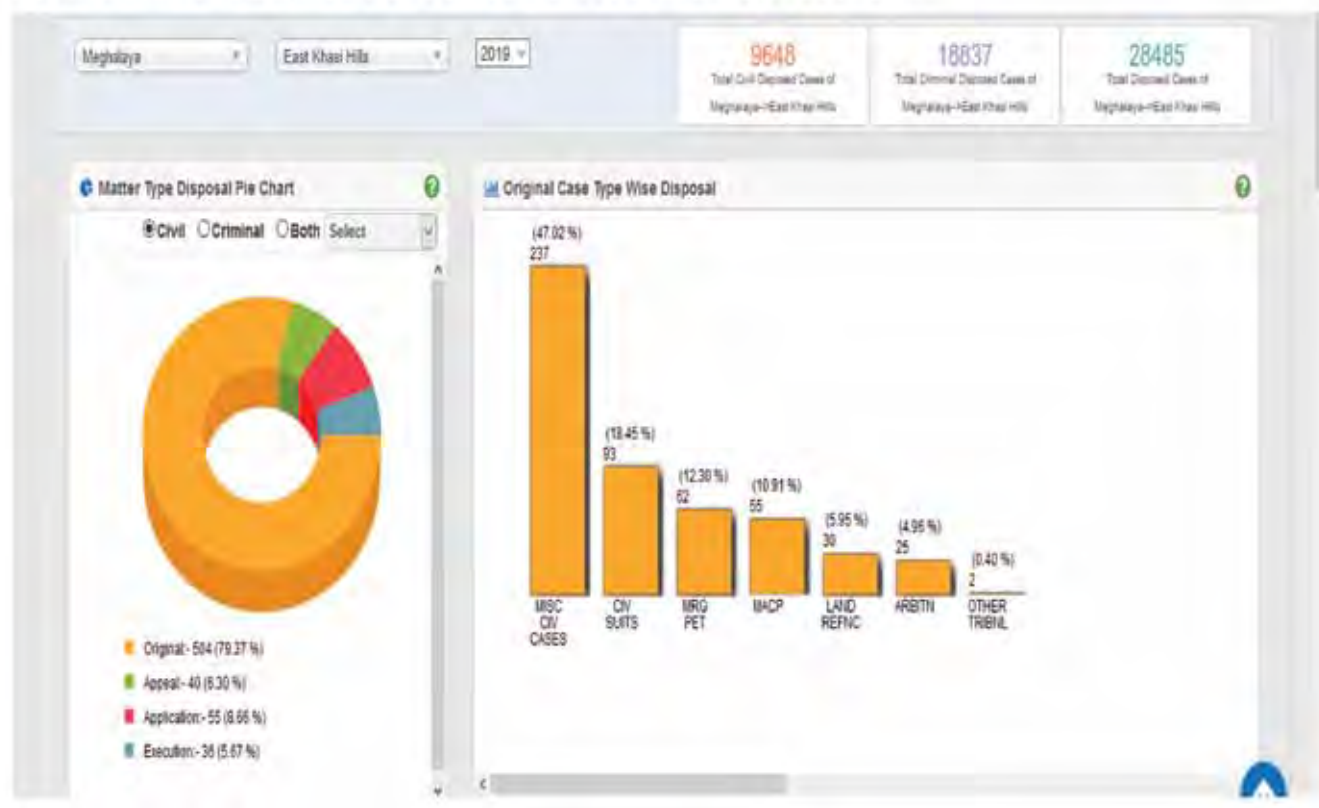 Meghalaya
East Khasi Hills
2019
9648
Total Civil Disposed Cases of
Meghalaya->East Khasi Hills
18837
Total Criminal Disposed Cases of
Meghalaya->East Khasi Hills
28485
Total Disposed Cases of
Meghalaya->East Khasi Hills
Matter Type Disposal Pie Chart
?
Civil Criminal Both Select
Original:- 504 (79.37 %)
Appeal:- 40 (6.30 %)
Application:- 55 (8.66 %)
Execution:- 36 (5.67 %)
Original Case Type Wise Disposal
?
(47.02 %)
237
(18.45 %)
93
(12.30 %)
62
(10.91 %)
55
(5.95 %)
30
(4.96 %)
25
(0.40 %)
2
MISC
CIV
CASES
CIV
SUITS
MRG
PET
MACP
LAND
REFNC
ARBITN
OTHER
TRIBNL